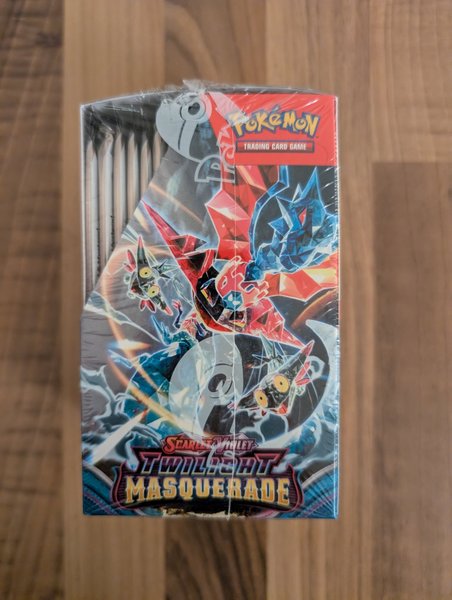 POKÉMON
TRADING CARD GAME
SCARLET & VIOLET
TWILIGHT
MASQUERADE